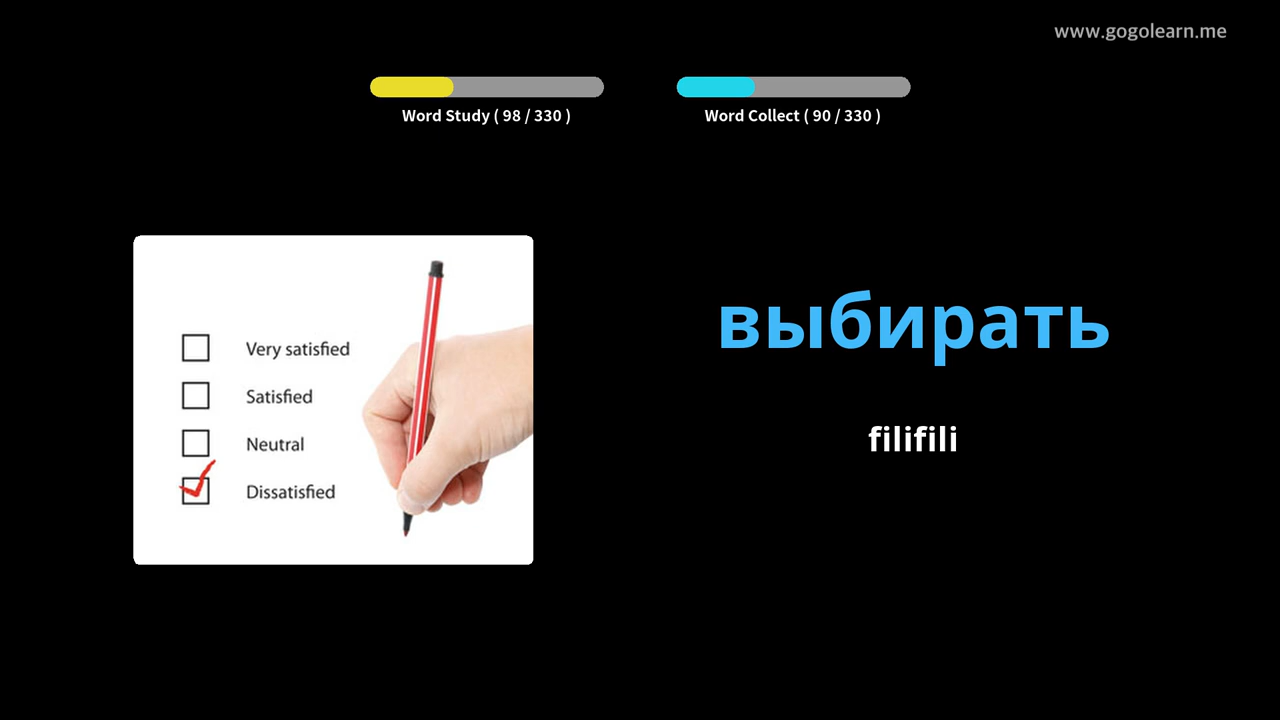 www.gogolearn.me
Word Study ( 98 / 330 )
Word Collect ( 90 / 330 )
Very satisfied
Satisfied
Neutral
Dissatisfied
выбирать
filifili